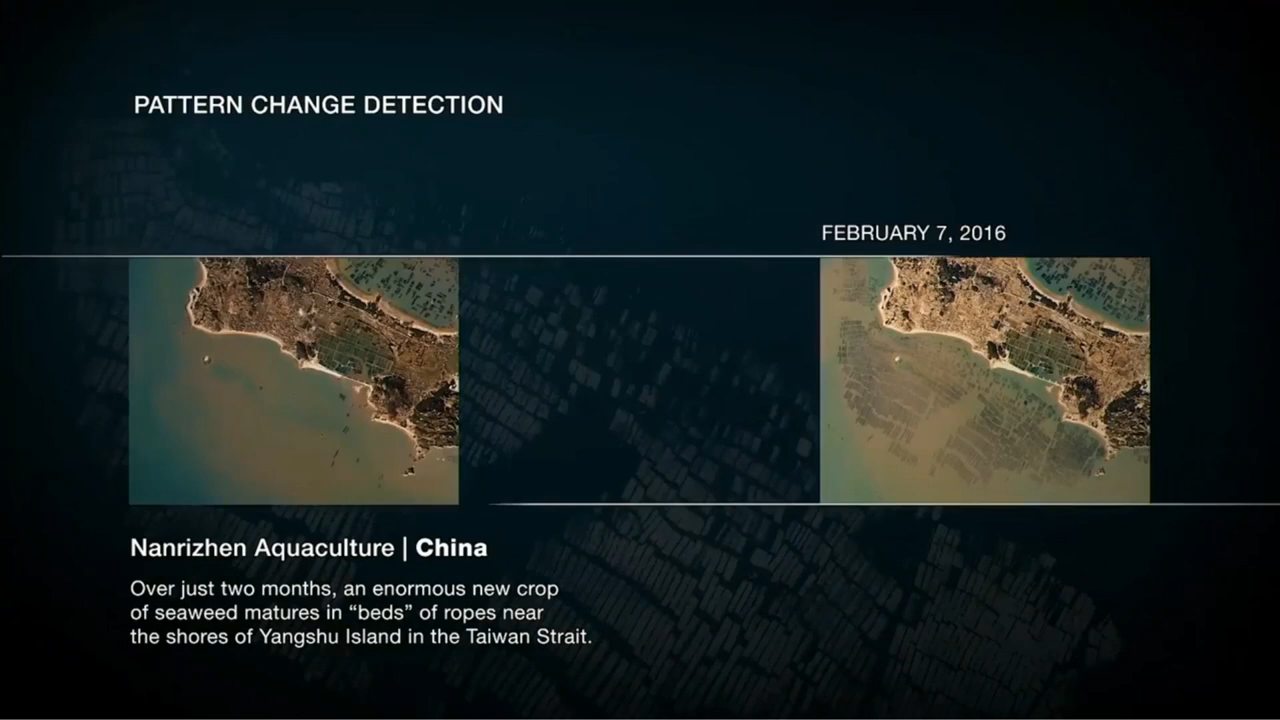 PATTERN CHANGE DETECTION
FEBRUARY 7, 2016
Nanrizhen Aquaculture | China
Over just two months, an enormous new crop
of seaweed matures in “beds” of ropes near
the shores of Yangshu Island in the Taiwan Strait.